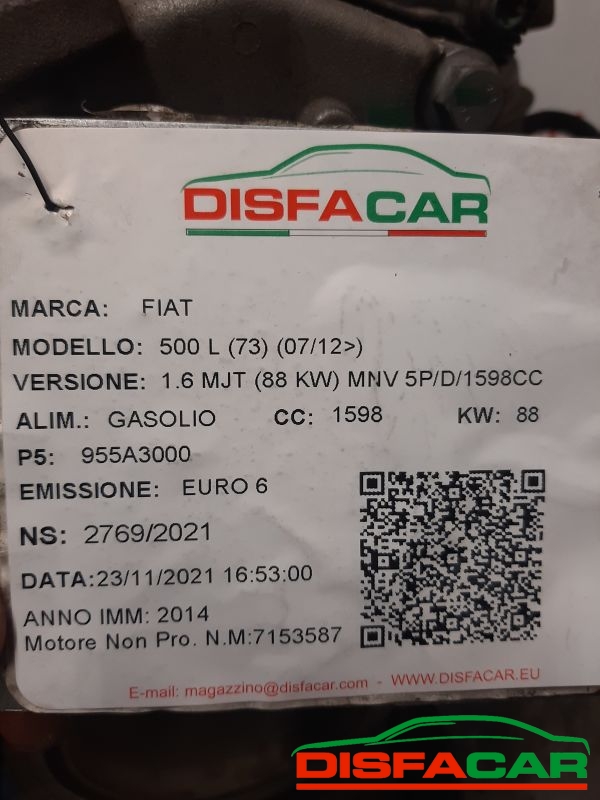 DISFACAR
MARCA: FIAT
MODELLO: 500 L (73) (07/12>)
VERSIONE: 1.6 MJT (88 KW) MNV 5P/D/1598CC
ALIM.: GASOLIO CC: 1598 KW: 88
P5: 955A3000
EMISSIONE: EURO 6
NS: 2769/2021
DATA:23/11/2021 16:53:00
ANNO IMM: 2014
Motore Non Pro. N.M:7153587
E-mail: magazzino@disfacar.com - WWW.DISFACAR.EU
DISFACAR